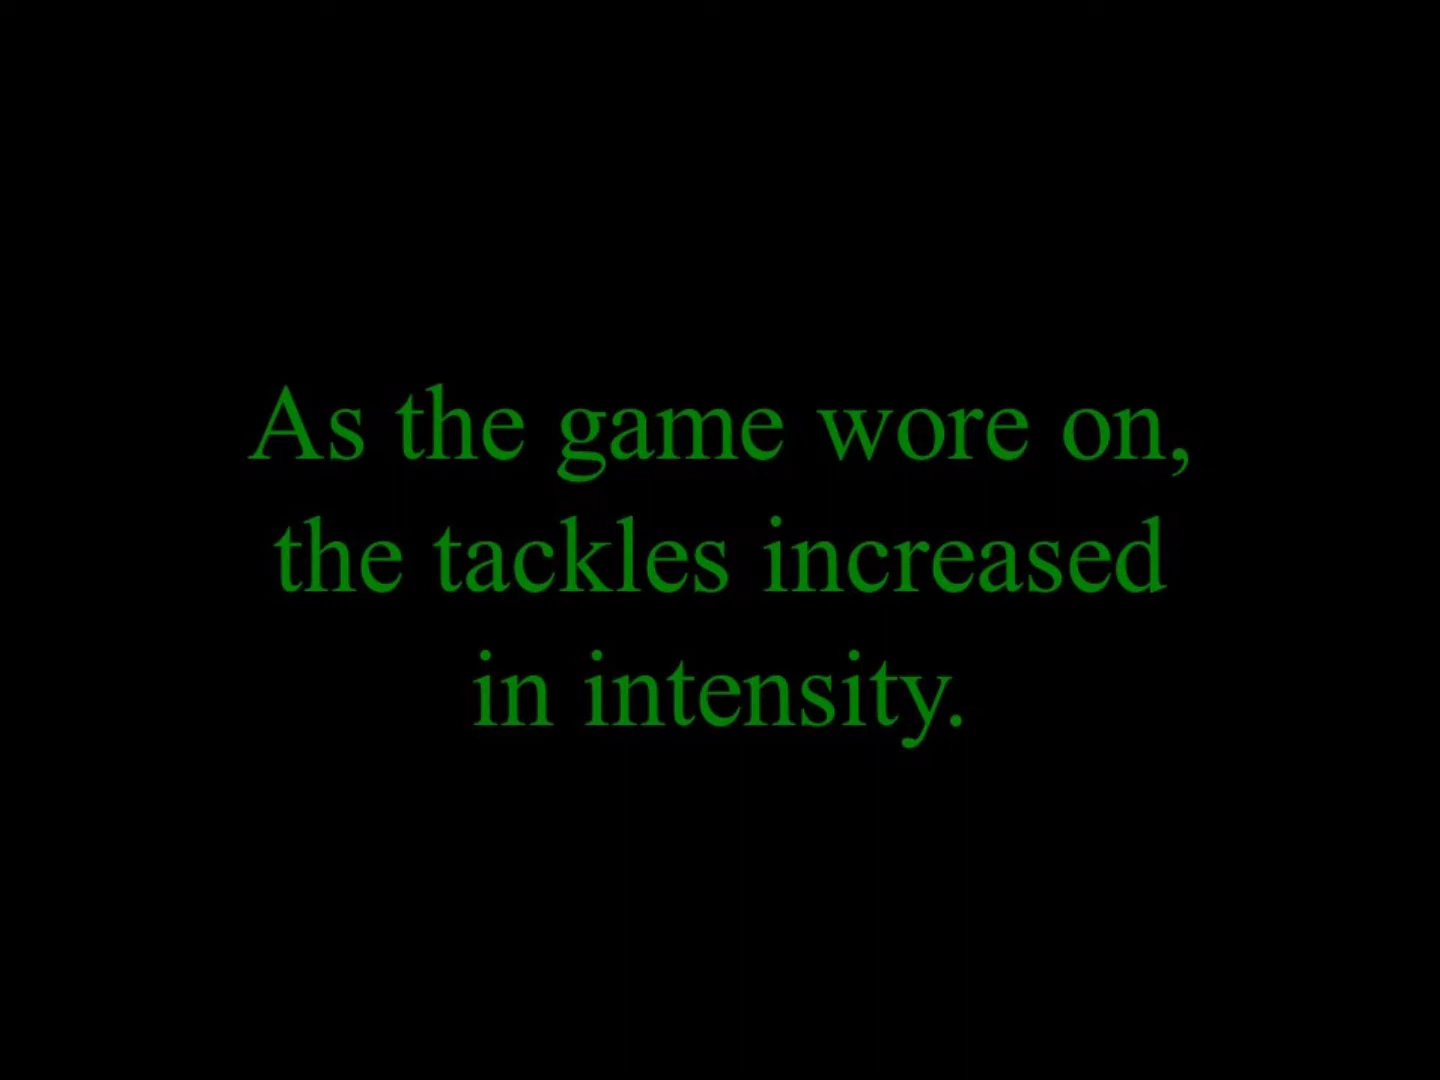 As the game wore on,
the tackles increased
in intensity.